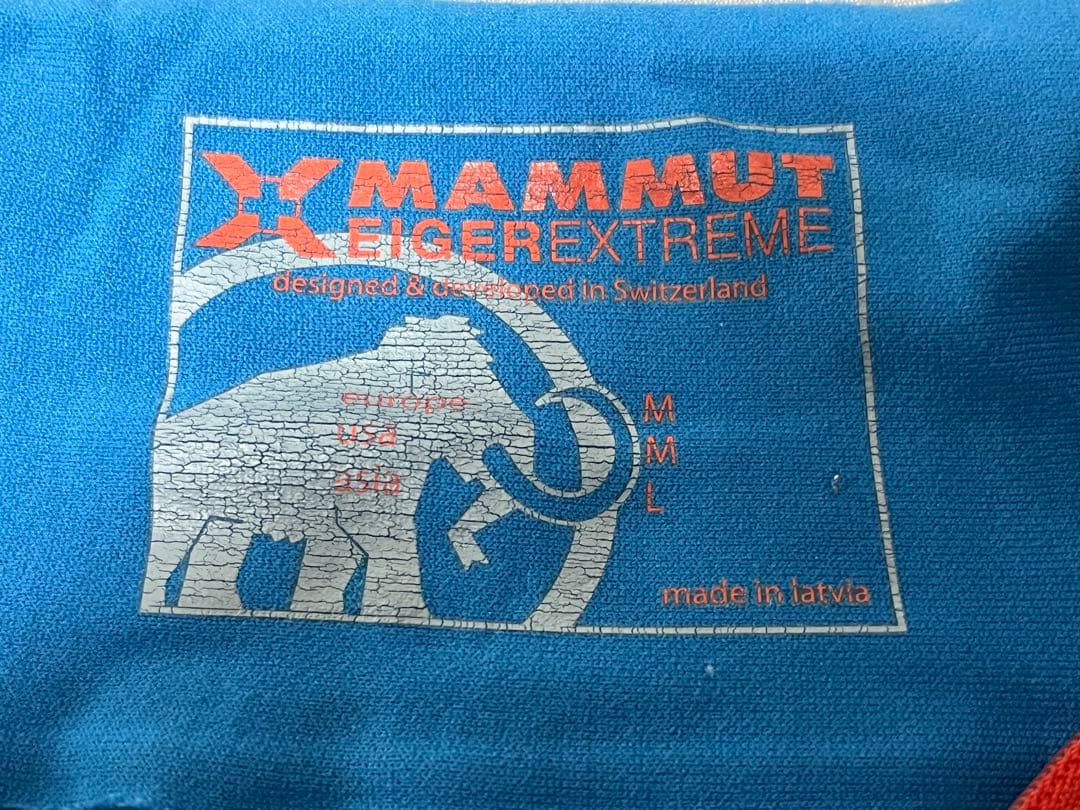 MAMMUT
EIGEREXTREME
designed & developed in Switzerland
europe M
usa M
asia L
made in latvia